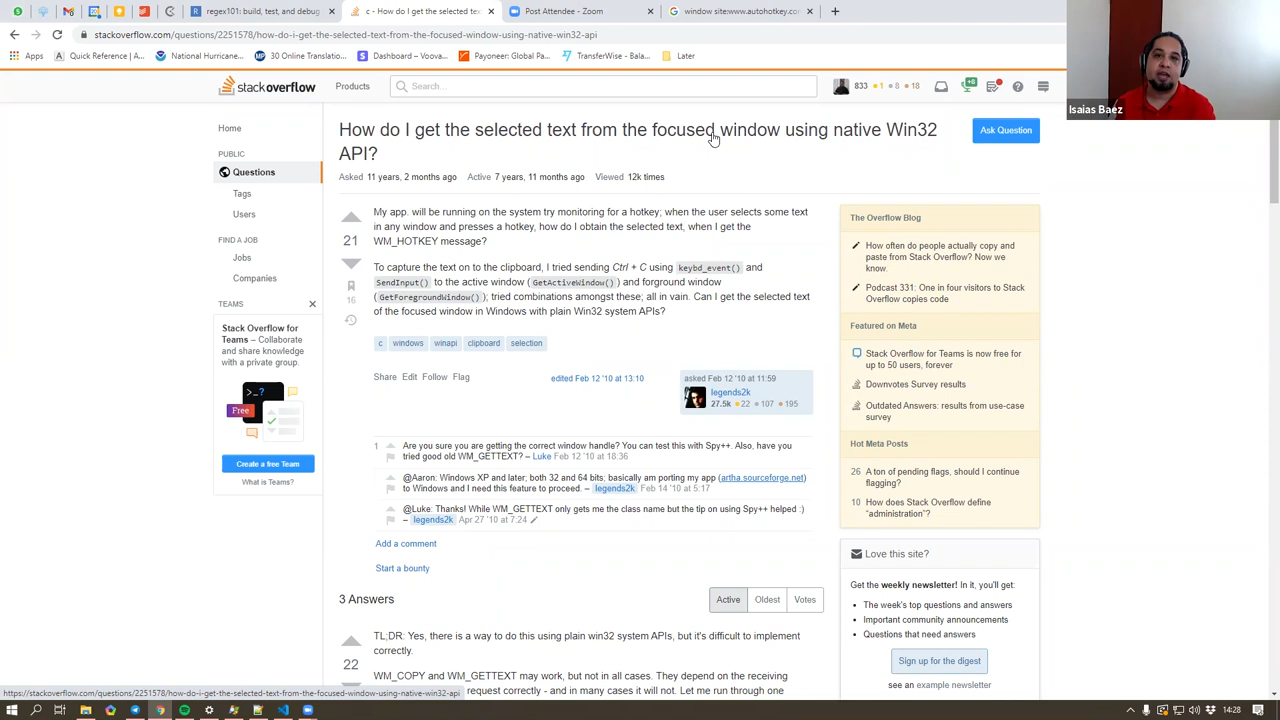 regex101: build, test, and debug
c - How do I get the selected tex
Post Attendee - Zoom
window site:www.autohotkey.com
stackoverflow.com/questions/2251578/how-do-i-get-the-selected-text-from-the-focused-window-using-native-win32-api
Apps
Quick Reference | A...
National Hurricane...
30 Online Translation...
Dashboard – Voova...
Payoneer: Global Pa...
TransferWise - Bala...
Later
stackoverflow
Products
Search...
833 1 8 18
+8
Isaias Baez
Home
PUBLIC
Questions
Tags
Users
FIND A JOB
Jobs
Companies
TEAMS
Stack Overflow for
Teams – Collaborate
and share knowledge
with a private group.
Free
Create a free Team
What is Teams?
How do I get the selected text from the focused window using native Win32
API?
Ask Question
Asked 11 years, 2 months ago Active 7 years, 11 months ago Viewed 12k times
21
16
My app. will be running on the system try monitoring for a hotkey; when the user selects some text
in any window and presses a hotkey, how do I obtain the selected text, when I get the
WM_HOTKEY message?
To capture the text on to the clipboard, I tried sending Ctrl + C using keybd_event() and
SendInput() to the active window (GetActiveWindow() and forground window
(GetForegroundWindow(); tried combinations amongst these; all in vain. Can I get the selected text
of the focused window in Windows with plain Win32 system APIs?
c windows winapi clipboard selection
Share Edit Follow Flag
edited Feb 12 '10 at 13:10
asked Feb 12 '10 at 11:59
legends2k
27.5k 22 107 195
1 Are you sure you are getting the correct window handle? You can test this with Spy++. Also, have you
tried good old WM_GETTEXT? – Luke Feb 12 '10 at 18:36
@Aaron: Windows XP and later; both 32 and 64 bits; basically am porting my app (artha.sourceforge.net)
to Windows and I need this feature to proceed. – legends2k Feb 14 '10 at 5:17
@Luke: Thanks! While WM_GETTEXT only gets me the class name but the tip on using Spy++ helped :)
– legends2k Apr 27 '10 at 7:24
Add a comment
Start a bounty
3 Answers
Active Oldest Votes
22
TL;DR: Yes, there is a way to do this using plain win32 system APIs, but it's difficult to implement
correctly.
WM_COPY and WM_GETTEXT may work, but not in all cases. They depend on the receiving
request correctly - and in many cases it will not. Let me run through one
The Overflow Blog
How often do people actually copy and
paste from Stack Overflow? Now we
know.
Podcast 331: One in four visitors to Stack
Overflow copies code
Featured on Meta
Stack Overflow for Teams is now free for
up to 50 users, forever
Downvotes Survey results
Outdated Answers: results from use-case
survey
Hot Meta Posts
26 A ton of pending flags, should I continue
flagging?
10 How does Stack Overflow define
“administration”?
Love this site?
Get the weekly newsletter! In it, you'll get:
The week's top questions and answers
Important community announcements
Questions that need answers
Sign up for the digest
see an example newsletter
https://stackoverflow.com/questions/2251578/how-do-i-get-the-selected-text-from-the-focused-window-using-native-win32-api
14:28